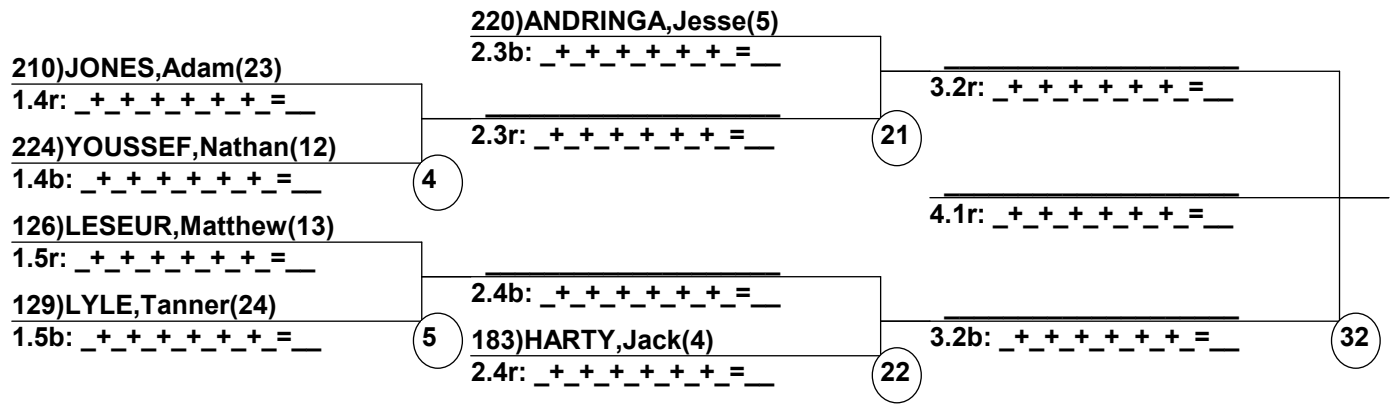 220)ANDRINGA,Jesse(5)
2.3b: _+_+_+_+_+_=__
210)JONES,Adam(23)
1.4r: _+_+_+_+_+_=__
3.2r: _+_+_+_+_+_=__
2.3r: _+_+_+_+_+_=__
21
224)YOUSSEF,Nathan(12)
1.4b: _+_+_+_+_+_=__
4
4.1r: _+_+_+_+_+_=__
126)LESEUR,Matthew(13)
1.5r: _+_+_+_+_+_=__
2.4b: _+_+_+_+_+_=__
129)LYLE,Tanner(24)
1.5b: _+_+_+_+_+_=__
5
183)HARTY,Jack(4)
3.2b: _+_+_+_+_+_=__
32
2.4r: _+_+_+_+_+_=__
22